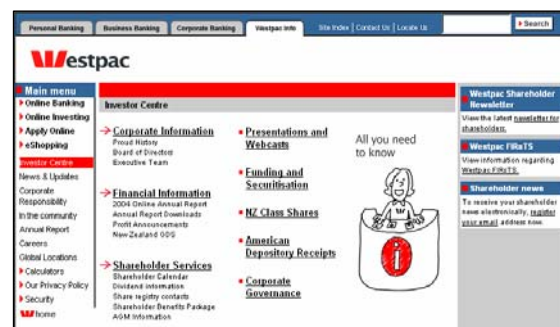 Personal Banking
Business Banking
Corporate Banking
Westpac Info
Site Index | Contact Us | Locate Us
Search
Westpac
Main menu
Online Banking
Online Investing
Apply Online
eShopping
Investor Centre
News & Updates
Corporate
Responsibility
In the community
Annual Report
Careers
Global Locations
Calculators
Our Privacy Policy
Security
home
Investor Centre
Corporate Information
Proud History
Board of Directors
Executive Team
Financial Information
2004 Online Annual Report
Annual Report Downloads
Profit Announcements
New Zealand GDS
Shareholder Services
Shareholder Calendar
Dividend information
Share registry contacts
Shareholder Benefits Package
AGM Information
Presentations and
Webcasts
Funding and
Securitisation
NZ Class Shares
American
Depository Receipts
Corporate
Governance
All you need
to know
i
Westpac Shareholder
Newsletter
View the latest newsletter for
shareholders.
Westpac FIRsTS
View information regarding
Westpac FIRsTS.
Shareholder news
To receive your shareholder
news electronically, register
your email address now.